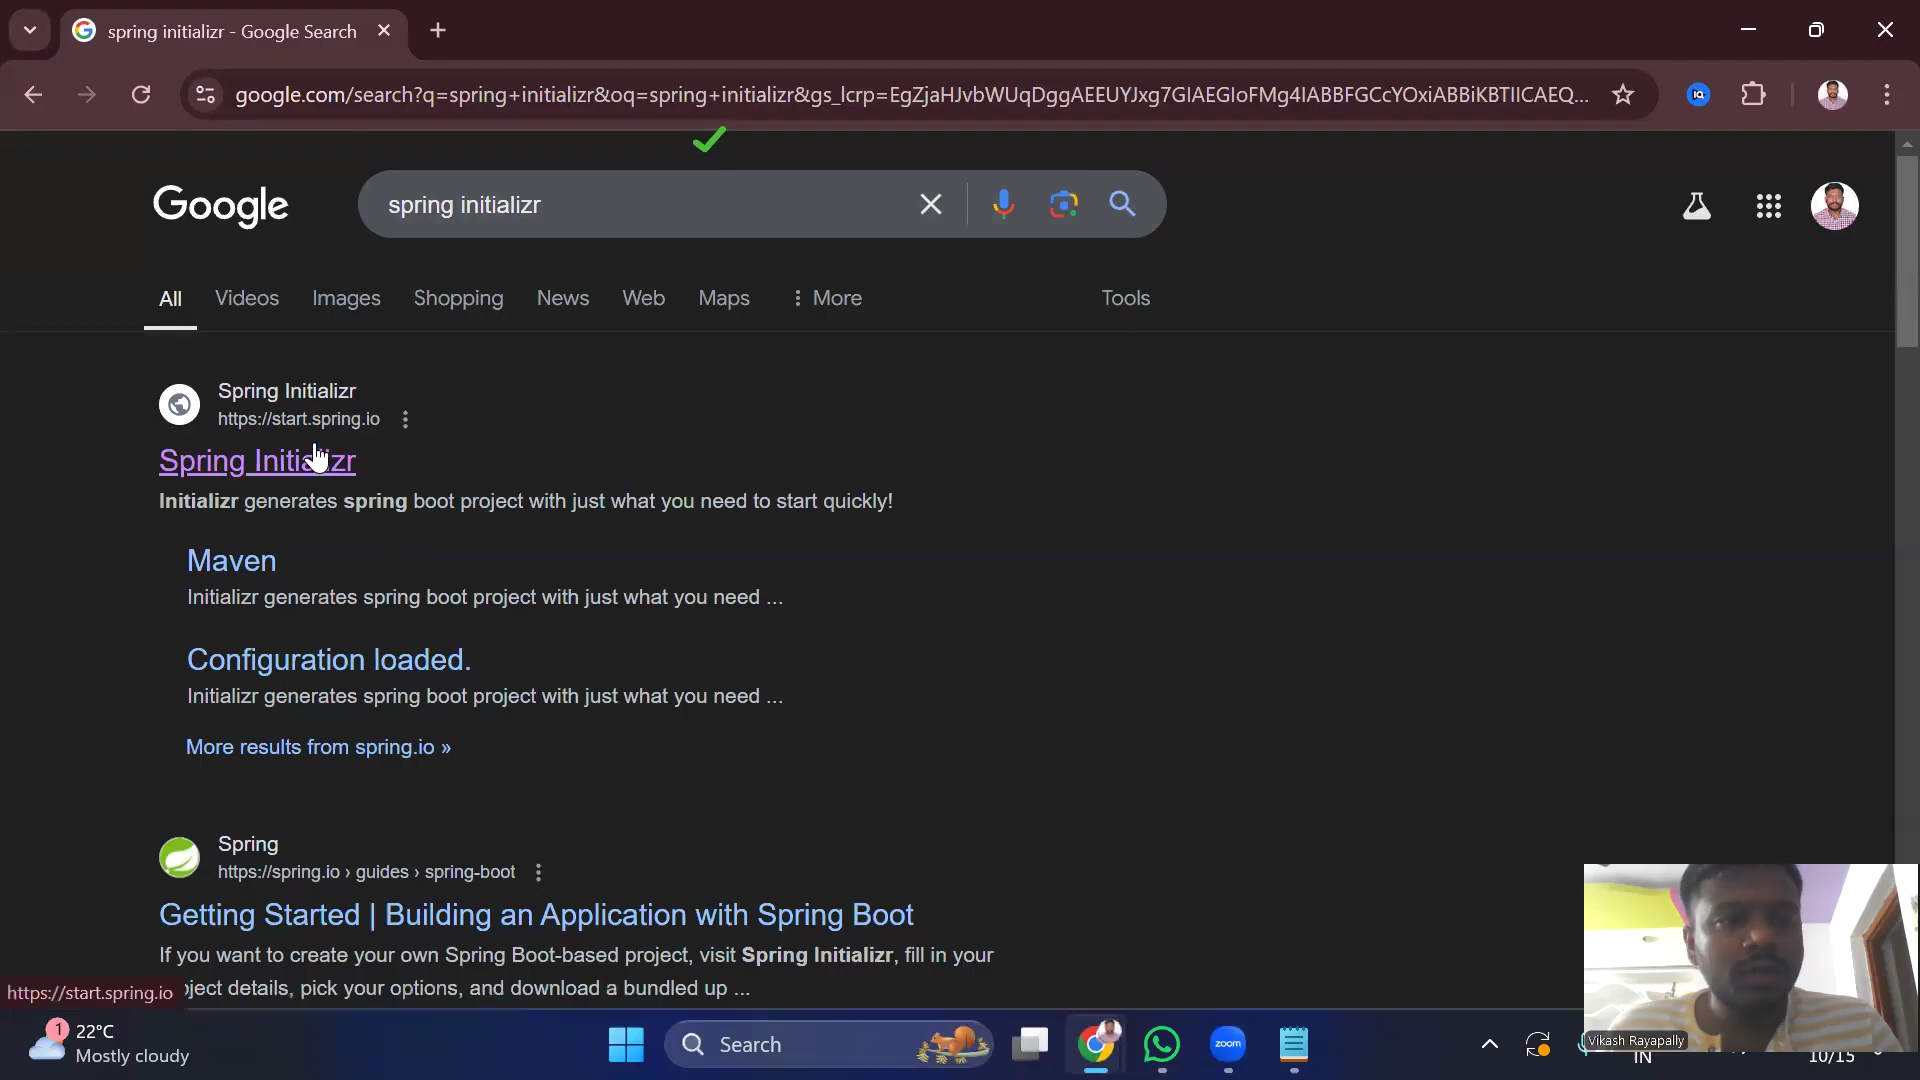 spring initializr - Google Search
google.com/search?q=spring+initializr&oq=spring+initializr&gs_lcrp=EgZjaHJvbWUqDggAEEUYJxg7GIAEGIoFMg4IABBFGCcYOxiABBiKBTIICAEQ...
Google
spring initializr
All Videos Images Shopping News Web Maps More Tools
Spring Initializr
https://start.spring.io
Spring Initializr
Initializr generates spring boot project with just what you need to start quickly!
Maven
Initializr generates spring boot project with just what you need ...
Configuration loaded.
Initializr generates spring boot project with just what you need ...
More results from spring.io »
Spring
https://spring.io › guides › spring-boot
Getting Started | Building an Application with Spring Boot
If you want to create your own Spring Boot-based project, visit Spring Initializr, fill in your
ject details, pick your options, and download a bundled up ...
https://start.spring.io
1
22°C
Mostly cloudy
Search
zoom
Vikash Rayapally
IN
10/15